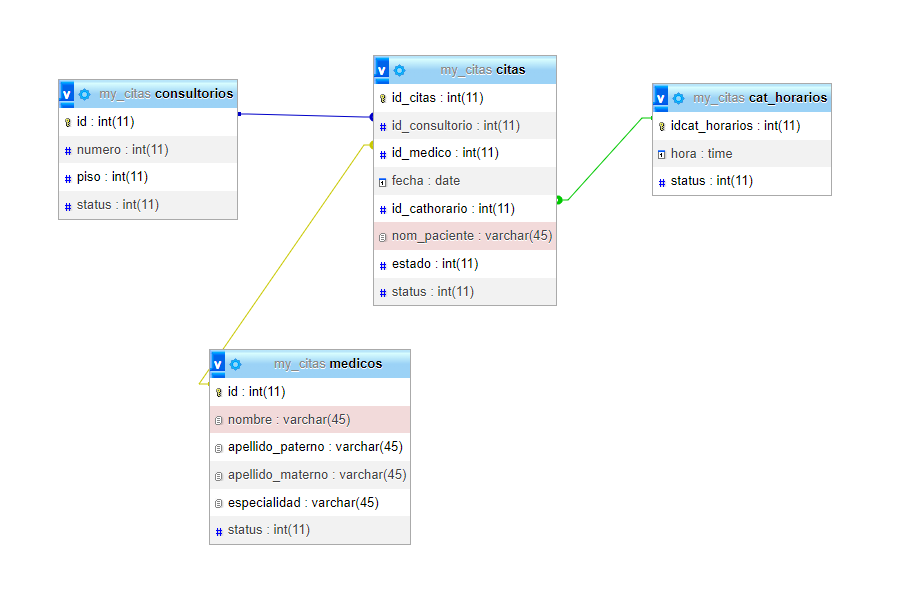 v my_citas consultorios
id : int(11)
# numero : int(11)
# piso : int(11)
# status : int(11)
v my_citas citas
id_citas : int(11)
# id_consultorio : int(11)
# id_medico : int(11)
fecha : date
# id_cathorario : int(11)
nom_paciente : varchar(45)
# estado : int(11)
# status : int(11)
v my_citas cat_horarios
idcat_horarios : int(11)
hora : time
# status : int(11)
v my_citas medicos
id : int(11)
nombre : varchar(45)
apellido_paterno : varchar(45)
apellido_materno : varchar(45)
especialidad : varchar(45)
# status : int(11)